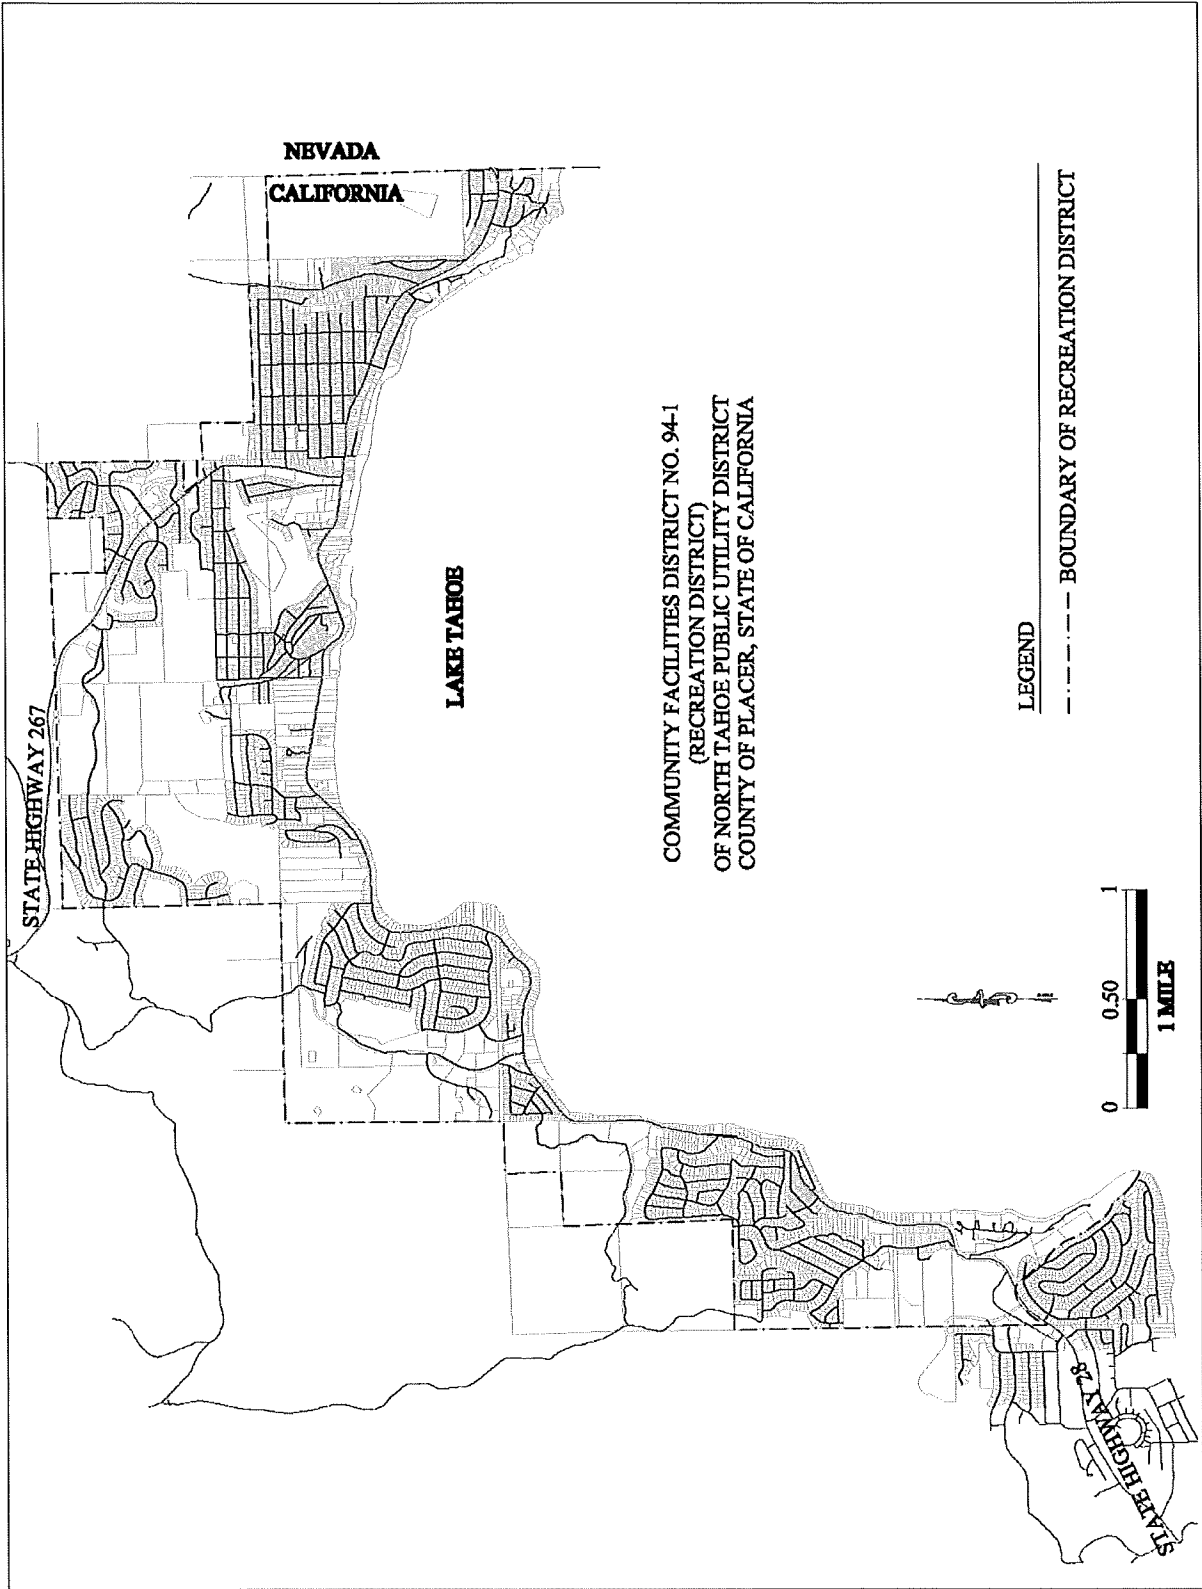 NEVADA
CALIFORNIA
STATE HIGHWAY 267
LAKE TAHOE
COMMUNITY FACILITIES DISTRICT NO. 94-1
(RECREATION DISTRICT)
OF NORTH TAHOE PUBLIC UTILITY DISTRICT
COUNTY OF PLACER, STATE OF CALIFORNIA
LEGEND
BOUNDARY OF RECREATION DISTRICT
0 0.50 1
1 MILE
STATE HIGHWAY 28